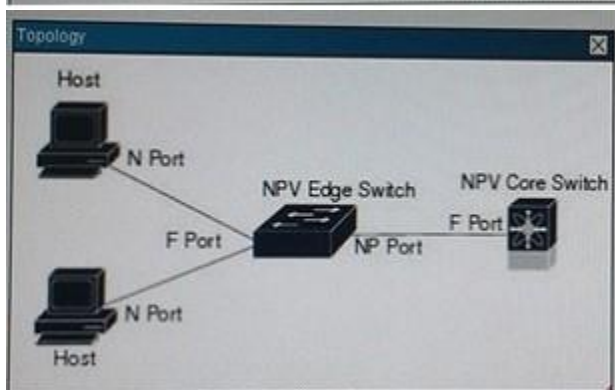 Topology
Host
N Port
NPV Edge Switch
NPV Core Switch
F Port
F Port
NP Port
N Port
Host